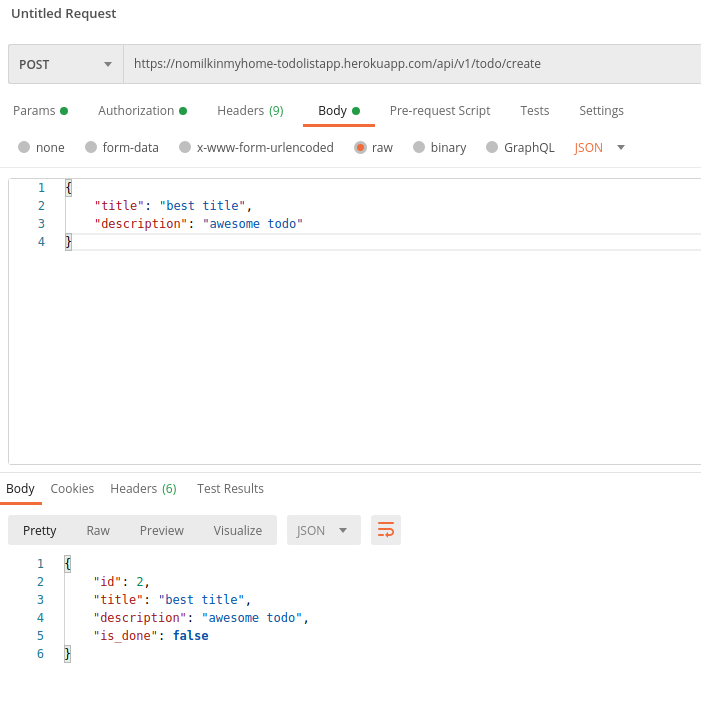 Untitled Request
POST https://nomilkinmyhome-todolistapp.herokuapp.com/api/v1/todo/create
Params Authorization Headers (9) Body Pre-request Script Tests Settings
none form-data x-www-form-urlencoded raw binary GraphQL JSON
1 {
2 "title": "best title",
3 "description": "awesome todo"
4 }
Body Cookies Headers (6) Test Results
Pretty Raw Preview Visualize JSON
1 {
2 "id": 2,
3 "title": "best title",
4 "description": "awesome todo",
5 "is_done": false
6 }